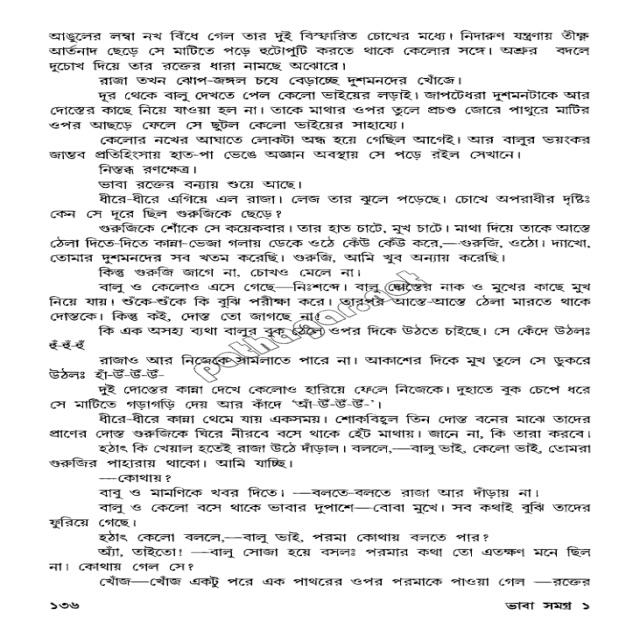 আঙুলের লম্বা নখ বিঁধে গেল তার দুই বিস্ফারিত চোখের মধ্যে। নিদারুণ যন্ত্রণায় তীক্ষ্ণ
আর্তনাদ ছেড়ে সে মাটিতে পড়ে হুটোপুটি করতে থাকে কেলোর সঙ্গে। অশ্রুর বদলে
দুচোখ দিয়ে তার রক্তের ধারা নামছে অঝোরে।
রাজা তখন ঝোপ-জঙ্গল চষে বেড়াচ্ছে দুশমনদের খোঁজে।
দূর থেকে বালু দেখতে পেল কেলো ভাইয়ের লড়াই। জাপটেধরা দুশমনটাকে আর
দোস্তের কাছে নিয়ে যাওয়া হল না। তাকে মাথার ওপর তুলে প্রচণ্ড জোরে পাথুরে মাটির
ওপর আছড়ে ফেলে সে ছুটল কেলো ভাইয়ের সাহায্যে।
কেলোর নখের আঘাতে লোকটা অন্ধ হয়ে গেছিল আগেই। আর বালুর ভয়ংকর
জান্তব প্রতিহিংসায় হাত-পা ভেঙে অজ্ঞান অবস্থায় সে পড়ে রইল সেখানে।
নিস্তব্ধ রণক্ষেত্র।
ভাবা রক্তের বন্যায় শুয়ে আছে।
ধীরে-ধীরে এগিয়ে এল রাজা। লেজ তার ঝুলে পড়েছে। চোখে অপরাধীর দৃষ্টিঃ
কেন সে দূরে ছিল গুরুজিকে ছেড়ে?
গুরুজিকে শোঁকে সে কয়েকবার। তার হাত চাটে, মুখ চাটে। মাথা দিয়ে তাকে আস্তে
ঠেলা দিতে-দিতে কান্না-ভেজা গলায় ডেকে ওঠে কেঁউ কেঁউ করে,—গুরুজি, ওঠো। দ্যাখো,
তোমার দুশমনদের সব খতম করেছি। গুরুজি, আমি খুব অন্যায় করেছি।
কিন্তু গুরুজি জাগে না, চোখও মেলে না।
বালু ও কেলোও এসে গেছে—নিঃশব্দে। বালু দোস্তের নাক ও মুখের কাছে মুখ
নিয়ে যায়। শুঁকে-শুঁকে কি বুঝি পরীক্ষা করে। তারপর আস্তে-আস্তে ঠেলা মারতে থাকে
দোস্তকে। কিন্তু কই, দোস্ত তো জাগছে না!
কি এক অসহ্য ব্যথা বালুর বুক ঠেলে ওপর দিকে উঠতে চাইছে। সে কেঁদে উঠলঃ
হুঁ-হুঁ-হুঁ
রাজাও আর নিজেকে সামলাতে পারে না। আকাশের দিকে মুখ তুলে সে ডুকরে
উঠলঃ হাঁ-উঁ-উঁ-উঁ-
দুই দোস্তের কান্না দেখে কেলোও হারিয়ে ফেলে নিজেকে। দুহাতে বুক চেপে ধরে
সে মাটিতে গড়াগড়ি দেয় আর কাঁদে 'আঁ-উঁ-উঁ-উঁ-'।
ধীরে-ধীরে কান্না থেমে যায় একসময়। শোকবিহ্বল তিন দোস্ত বনের মাঝে তাদের
প্রাণের দোস্ত গুরুজিকে ঘিরে নীরবে বসে থাকে হেঁট মাথায়। জানে না, কি তারা করবে।
হঠাৎ কি খেয়াল হতেই রাজা উঠে দাঁড়াল। বললে,—বালু ভাই, কেলো ভাই, তোমরা
গুরুজির পাহারায় থাকো। আমি যাচ্ছি।
—কোথায়?
বাবু ও মামণিকে খবর দিতে। —বলতে-বলতে রাজা আর দাঁড়ায় না।
বালু ও কেলো বসে থাকে ভাবার দুপাশে—বোবা মুখে। সব কথাই বুঝি তাদের
ফুরিয়ে গেছে।
হঠাৎ কেলো বললে,—বালু ভাই, পরমা কোথায় বলতে পার?
অ্যাঁ, তাইতো! —বালু সোজা হয়ে বসলঃ পরমার কথা তো এতক্ষণ মনে ছিল
না। কোথায় গেল সে?
খোঁজ—খোঁজ একটু পরে এক পাথরের ওপর পরমাকে পাওয়া গেল —রক্তের
১৩৬ ভাবা সমগ্র ১
pathagar.net